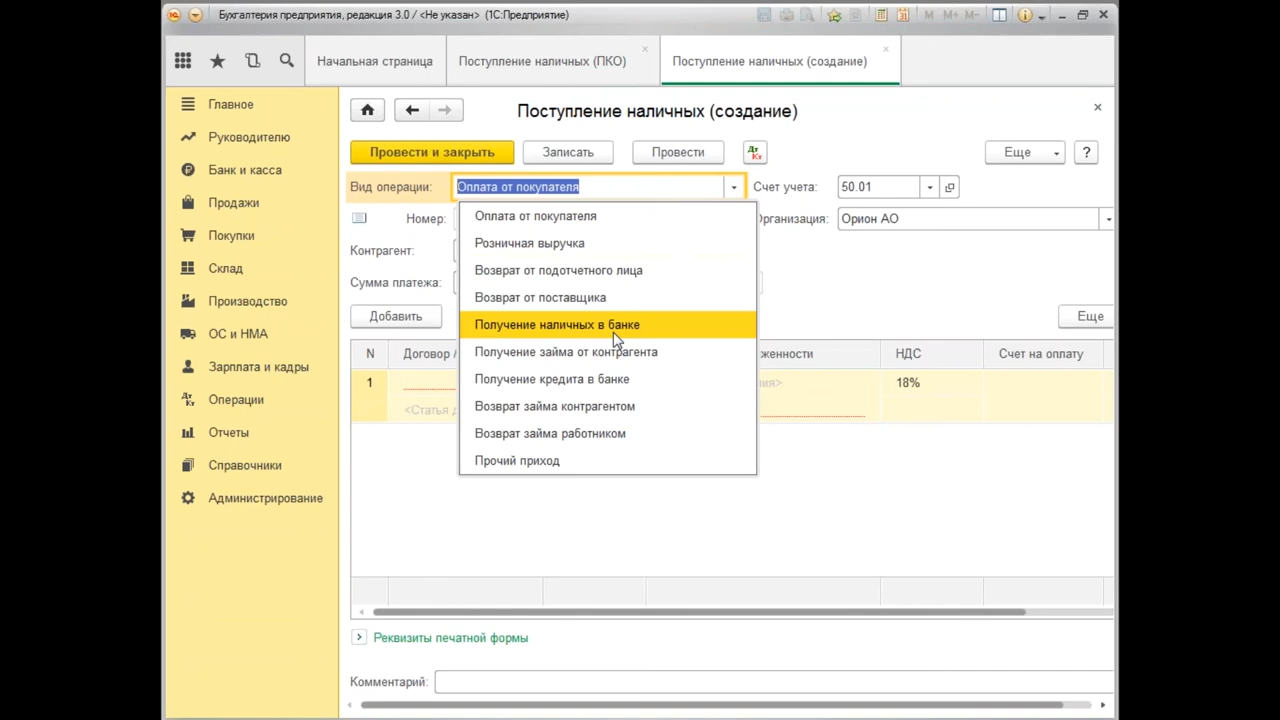 Бухгалтерия предприятия, редакция 3.0 / <Не указан> (1С:Предприятие)
M M+ M-
Начальная страница
Поступление наличных (ПКО)
Поступление наличных (создание)
Главное
Руководителю
Банк и касса
Продажи
Покупки
Склад
Производство
ОС и НМА
Зарплата и кадры
Операции
Отчеты
Справочники
Администрирование
Поступление наличных (создание)
Провести и закрыть
Записать
Провести
Дт Кт
Еще
?
Вид операции: Оплата от покупателя
Счет учета: 50.01
Номер:
Организация: Орион АО
Контрагент:
Сумма платежа:
Оплата от покупателя
Розничная выручка
Возврат от подотчетного лица
Возврат от поставщика
Получение наличных в банке
Получение займа от контрагента
Получение кредита в банке
Возврат займа контрагентом
Возврат займа работником
Прочий приход
Добавить
Еще
N Договор / женности НДС Счет на оплату
1 ния> 18%
<Статья д
Реквизиты печатной формы
Комментарий: